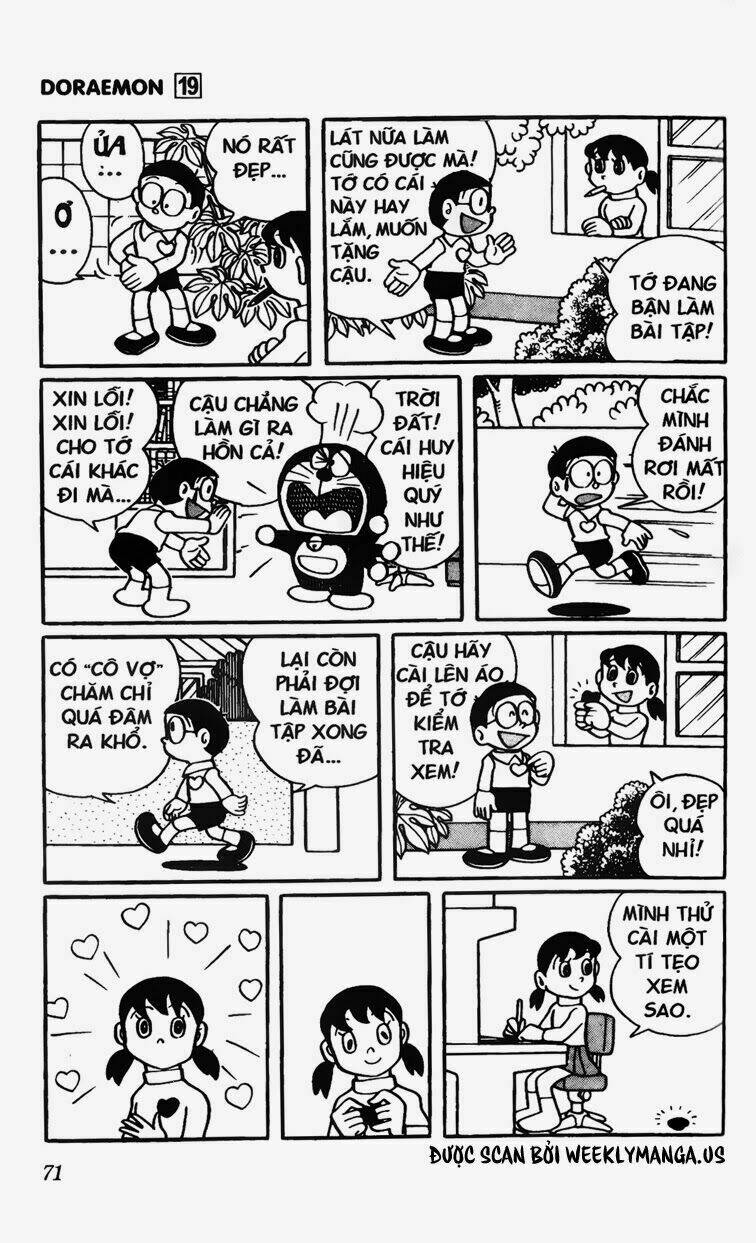 DORAEMON 19
TỚ ĐANG
BẬN LÀM
BÀI TẬP!
LÁT NỮA LÀM
CŨNG ĐƯỢC MÀ!
TỚ CÓ CÁI
NÀY HAY
LẮM, MUỐN
TẶNG
CẬU.
NÓ RẤT
ĐẸP...
ỦA
...
Ơ
...
CHẮC
MÌNH
ĐÁNH
RƠI MẤT
RỒI!
TRỜI
ĐẤT!
CÁI HUY
HIỆU
QUÝ
NHƯ
THẾ!
CẬU CHẲNG
LÀM GÌ RA
HỒN CẢ!
XIN LỖI!
XIN LỖI!
CHO TỚ
CÁI KHÁC
ĐI MÀ...
ÔI, ĐẸP
QUÁ
NHỈ!
CẬU HÃY
CÀI LÊN ÁO
ĐỂ TỚ
KIỂM
TRA
XEM!
LẠI CÒN
PHẢI ĐỢI
LÀM BÀI
TẬP XONG
ĐÃ...
CÓ "CÔ VỢ"
CHĂM CHỈ
QUÁ ĐÂM
RA KHỔ.
MÌNH THỬ
CÀI MỘT
TÍ TẸO
XEM
SAO.
71
ĐƯỢC SCAN BỞI WEEKLYMANGA.US